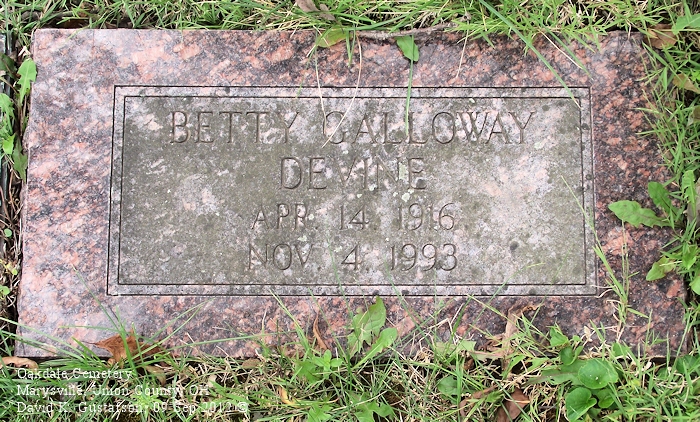 BETTY GALLOWAY
DEVINE
APR. 14 1916
NOV. 4 1993
Oakdale Cemetery
Marysville, Union County, OH
David K. Gustafson, 09 Sep 2012 ©